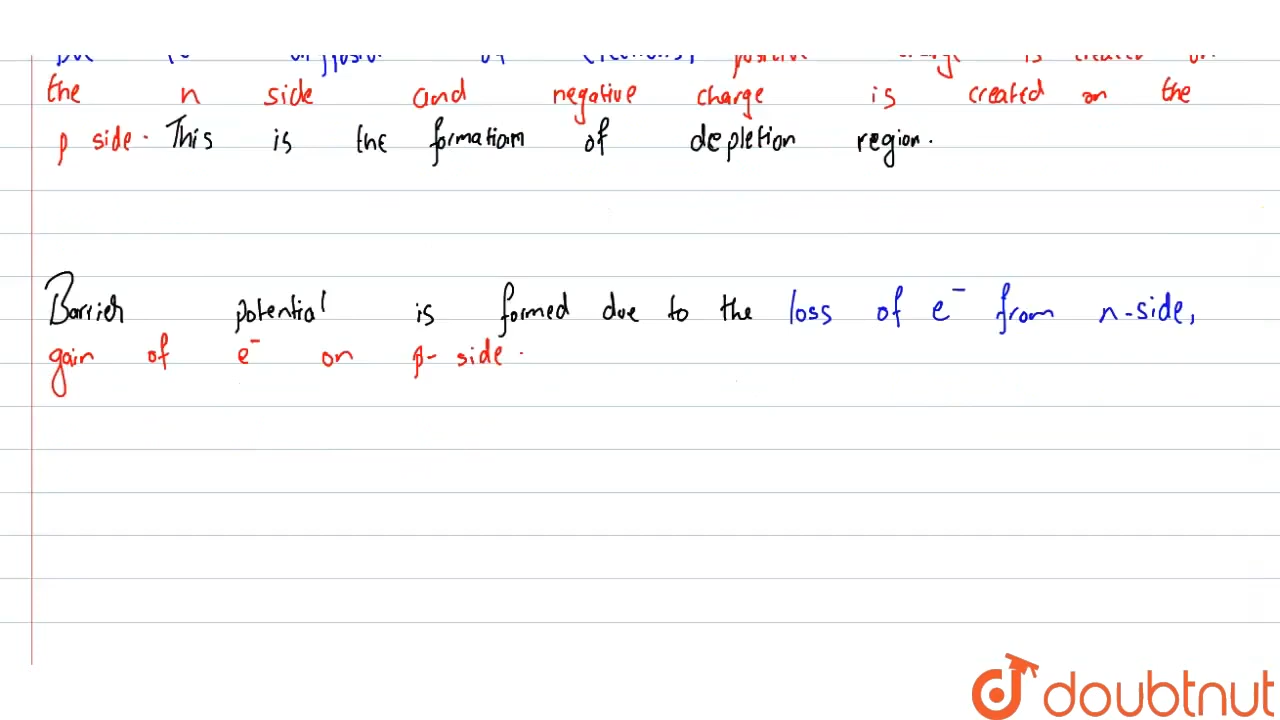 the n side and negative charge is created on the
p side. This is the formation of depletion region.
Barrier potential is formed due to the loss of e⁻ from n-side,
gain of e⁻ on p- side.
doubtnut